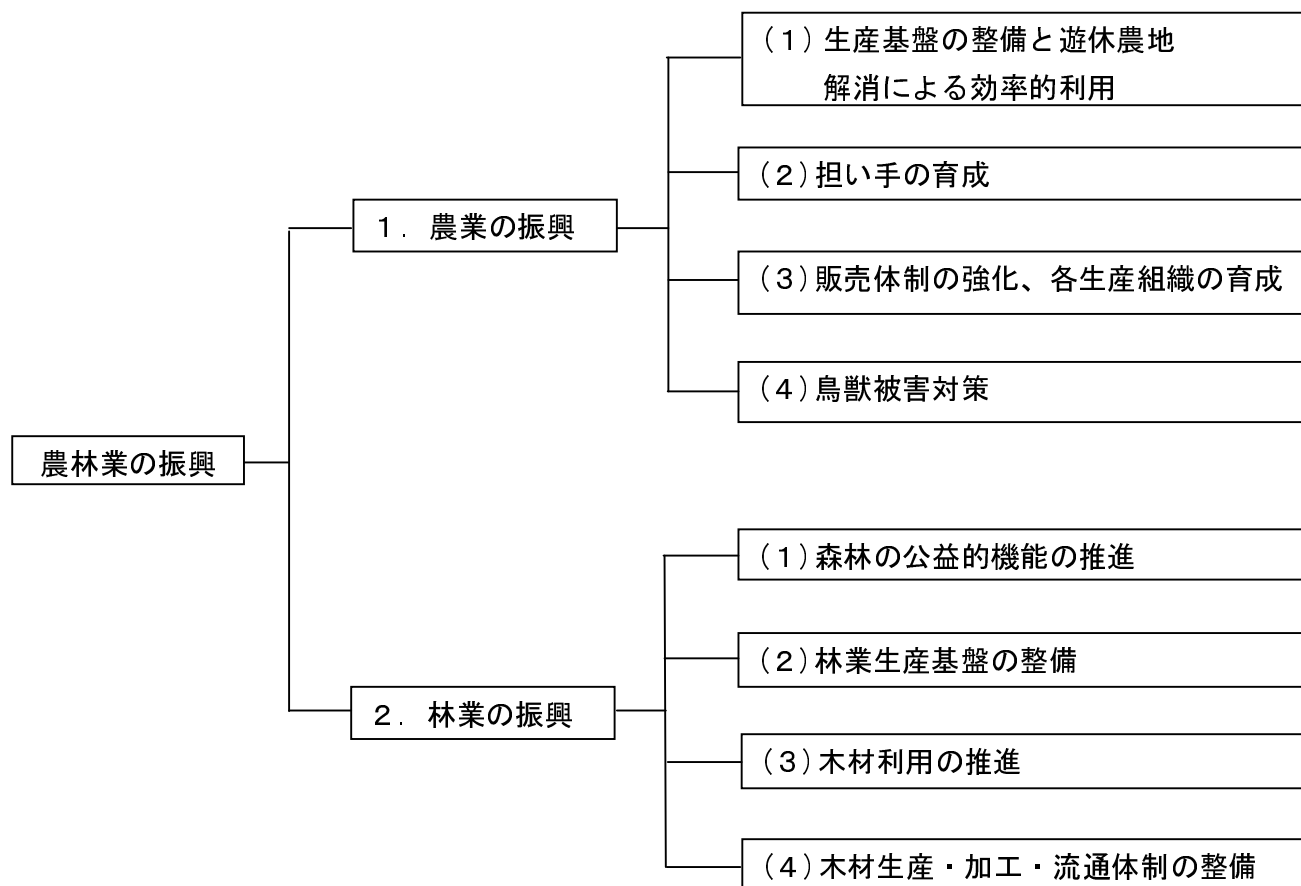 農林業の振興
１．農業の振興
（１）生産基盤の整備と遊休農地
解消による効率的利用
（２）担い手の育成
（３）販売体制の強化、各生産組織の育成
（４）鳥獣被害対策
２．林業の振興
（１）森林の公益的機能の推進
（２）林業生産基盤の整備
（３）木材利用の推進
（４）木材生産・加工・流通体制の整備